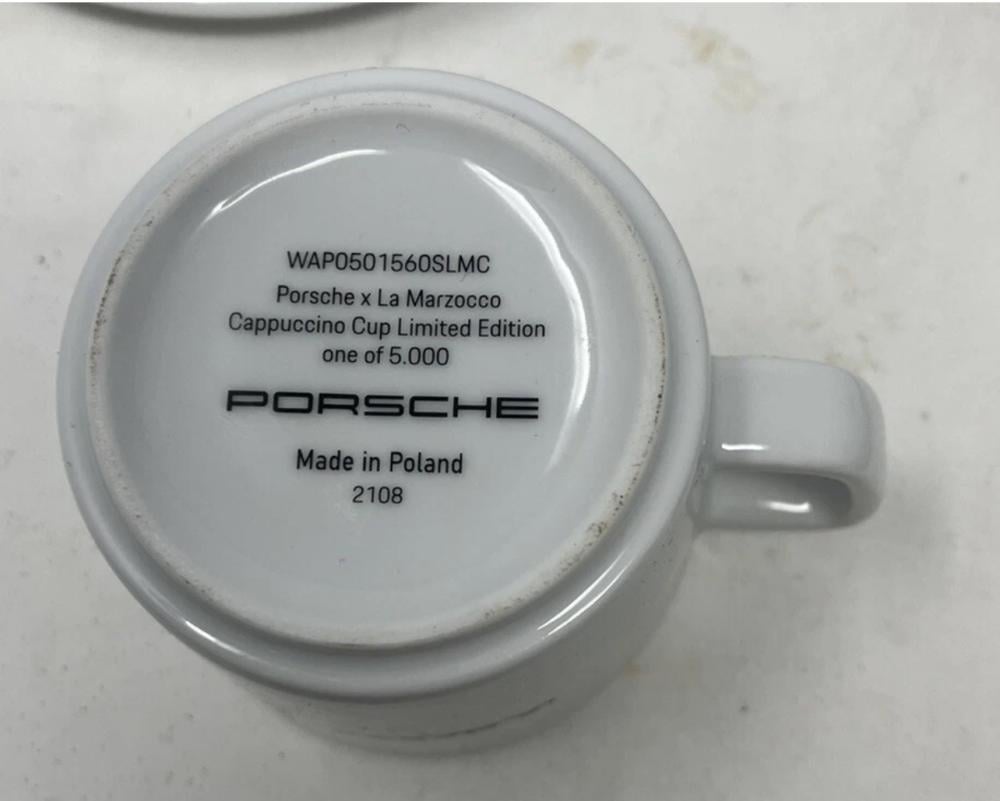 WAP0501560SLMC
Porsche x La Marzocco
Cappuccino Cup Limited Edition
one of 5.000
PORSCHE
Made in Poland
2108